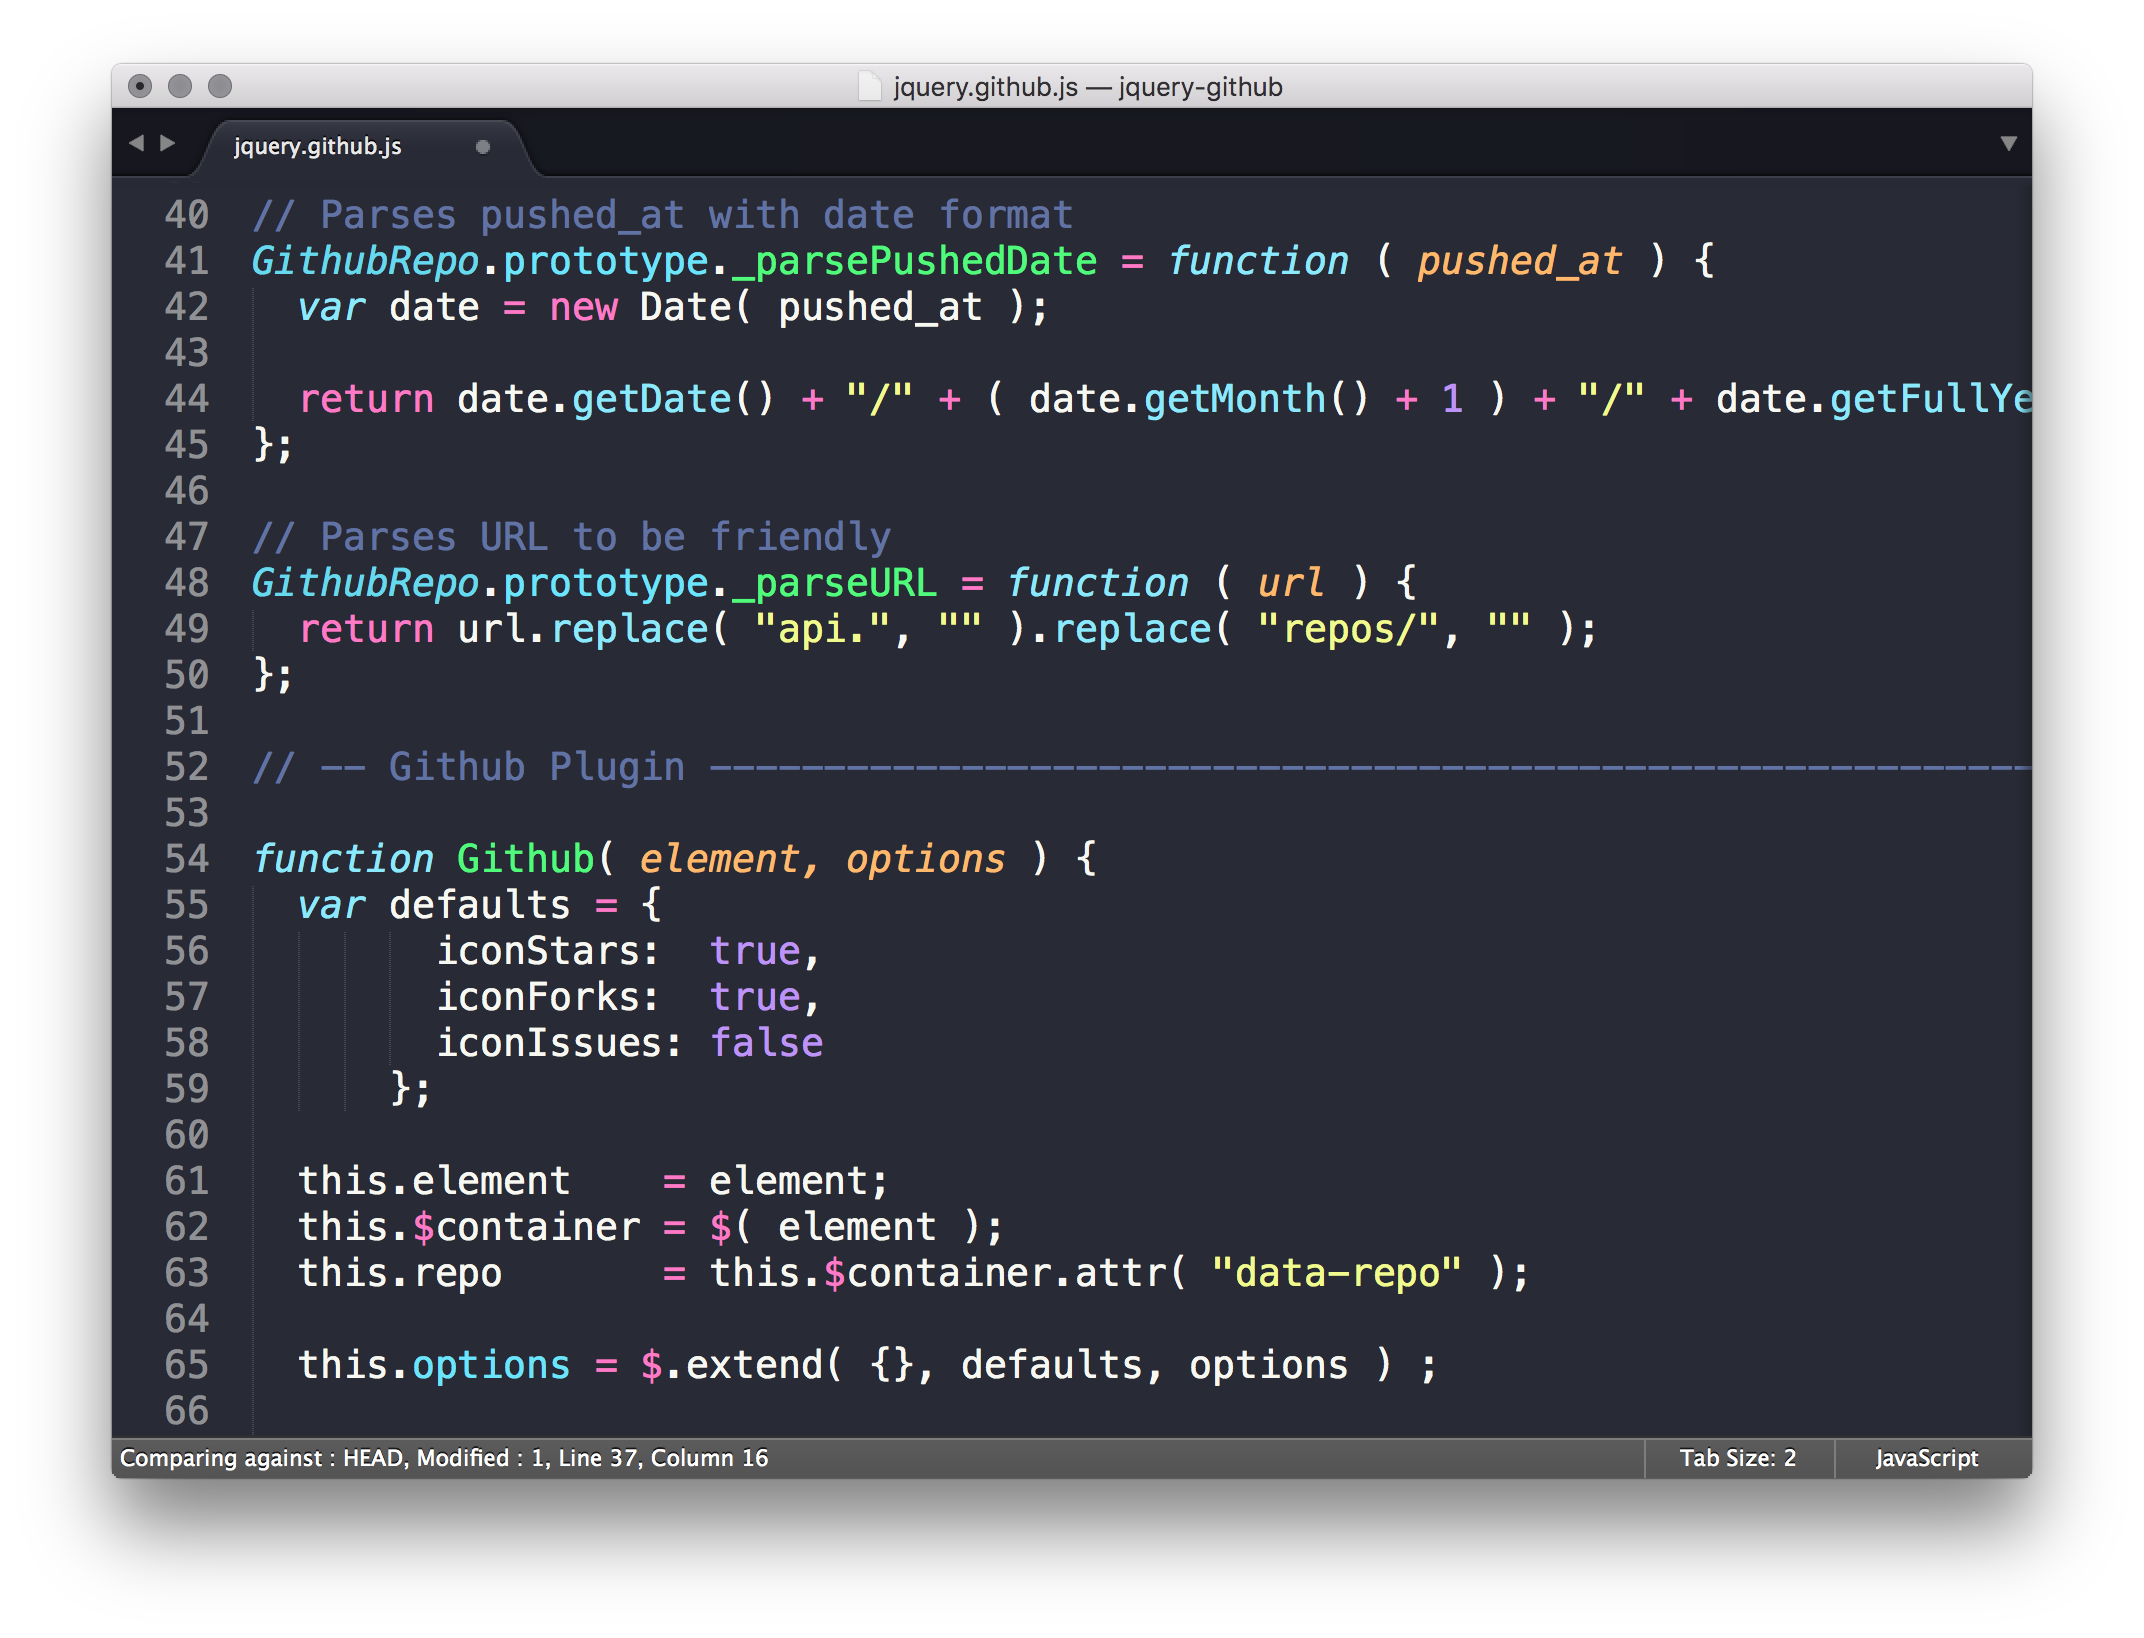 jquery.github.js — jquery-github
jquery.github.js
40 // Parses pushed_at with date format
41 GithubRepo.prototype._parsePushedDate = function ( pushed_at ) {
42   var date = new Date( pushed_at );
43
44   return date.getDate() + "/" + ( date.getMonth() + 1 ) + "/" + date.getFullYe
45 };
46
47 // Parses URL to be friendly
48 GithubRepo.prototype._parseURL = function ( url ) {
49   return url.replace( "api.", "" ).replace( "repos/", "" );
50 };
51
52 // -- Github Plugin ----------------------------------------------------------
53
54 function Github( element, options ) {
55   var defaults = {
56         iconStars:  true,
57         iconForks:  true,
58         iconIssues: false
59       };
60
61   this.element    = element;
62   this.$container = $( element );
63   this.repo       = this.$container.attr( "data-repo" );
64
65   this.options = $.extend( {}, defaults, options ) ;
66
Comparing against : HEAD, Modified : 1, Line 37, Column 16 Tab Size: 2 JavaScript